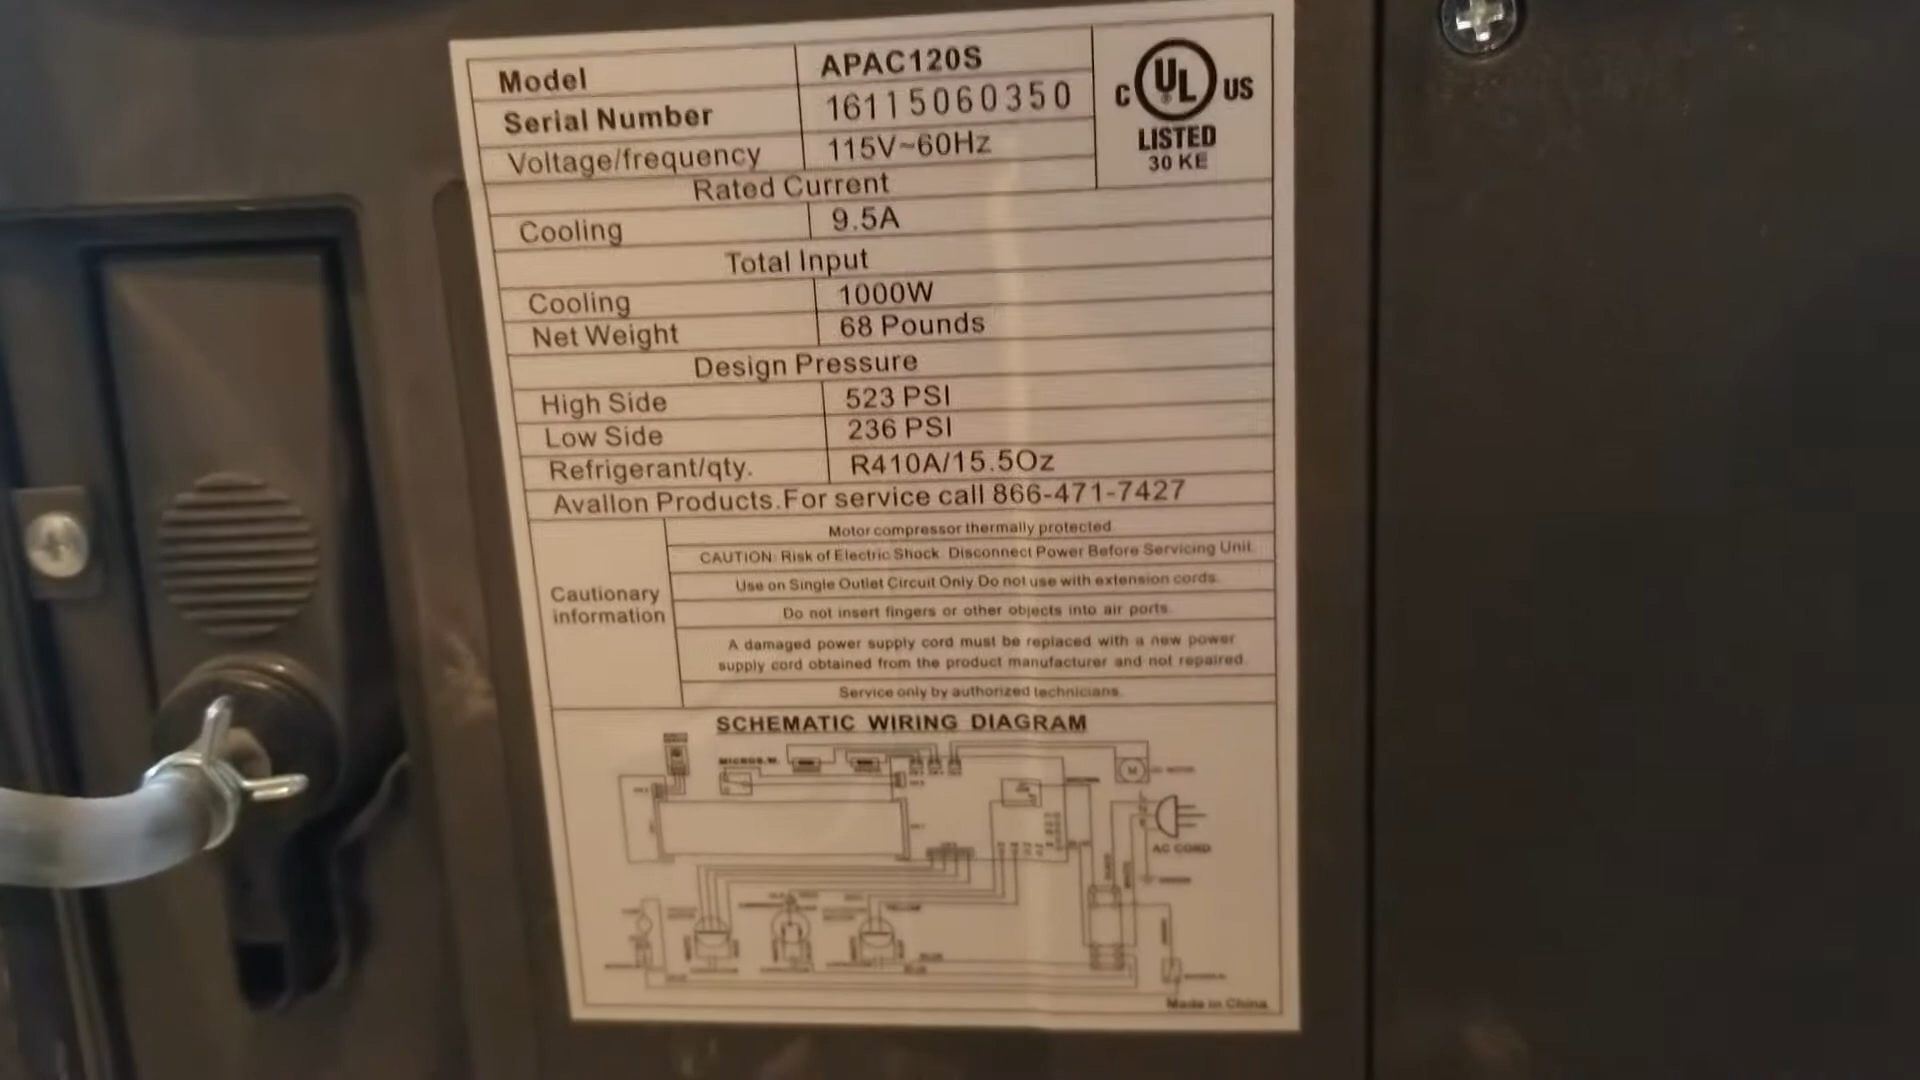 Model APAC120S
Serial Number 16115060350
Voltage/frequency 115V~60Hz
C UL® US
LISTED
30 KE
Rated Current
Cooling 9.5A
Total Input
Cooling 1000W
Net Weight 68 Pounds
Design Pressure
High Side 523 PSI
Low Side 236 PSI
Refrigerant/qty. R410A/15.5Oz
Avallon Products.For service call 866-471-7427
Cautionary
information
Motor compressor thermally protected.
CAUTION: Risk of Electric Shock. Disconnect Power Before Servicing Unit.
Use on Single Outlet Circuit Only.Do not use with extension cords.
Do not insert fingers or other objects into air ports.
A damaged power supply cord must be replaced with a new power
supply cord obtained from the product manufacturer and not repaired.
Service only by authorized technicians.
SCHEMATIC WIRING DIAGRAM
M
AC CORD
Made in China